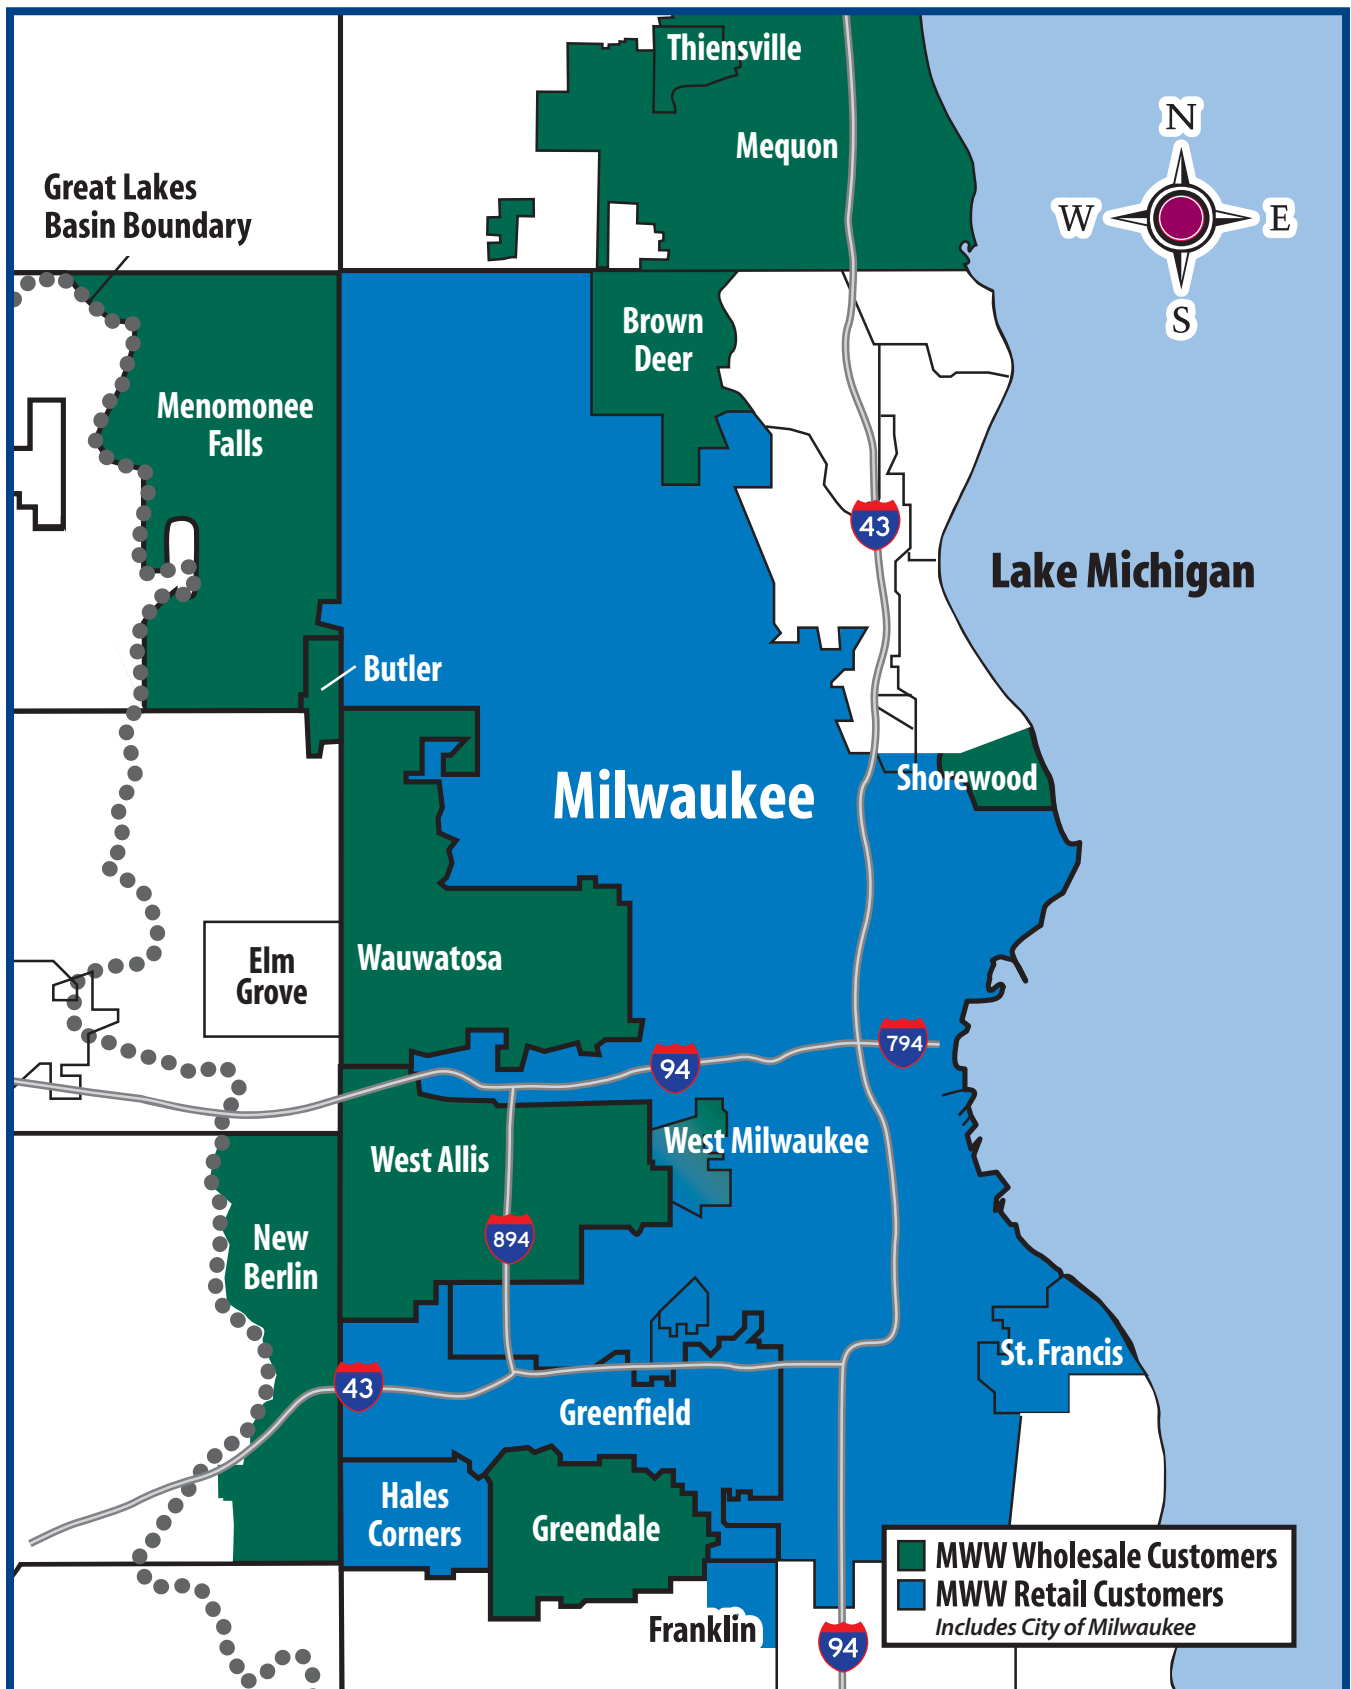 Thiensville
N
Mequon
Great Lakes
Basin Boundary
W
E
S
Brown
Deer
Menomonee
Falls
43
Lake Michigan
Butler
Milwaukee
Shorewood
Elm
Grove
Wauwatosa
794
94
West Milwaukee
West Allis
894
New
Berlin
St. Francis
43
Greenfield
Hales
Corners
Greendale
MWW Wholesale Customers
MWW Retail Customers
Includes City of Milwaukee
Franklin
94